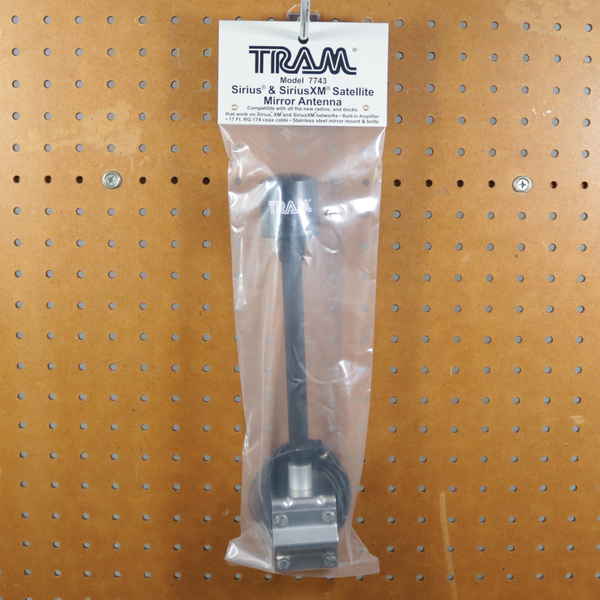 TRAM®
Model 7743
Sirius® & SiriusXM® Satellite
Mirror Antenna
Compatible with all the new radios, and docks
that work on Sirius, XM and SiriusXM networks • Built-in Amplifier
• 17 Ft. RG-174 coax cable • Stainless steel mirror mount & bolts
TRAM